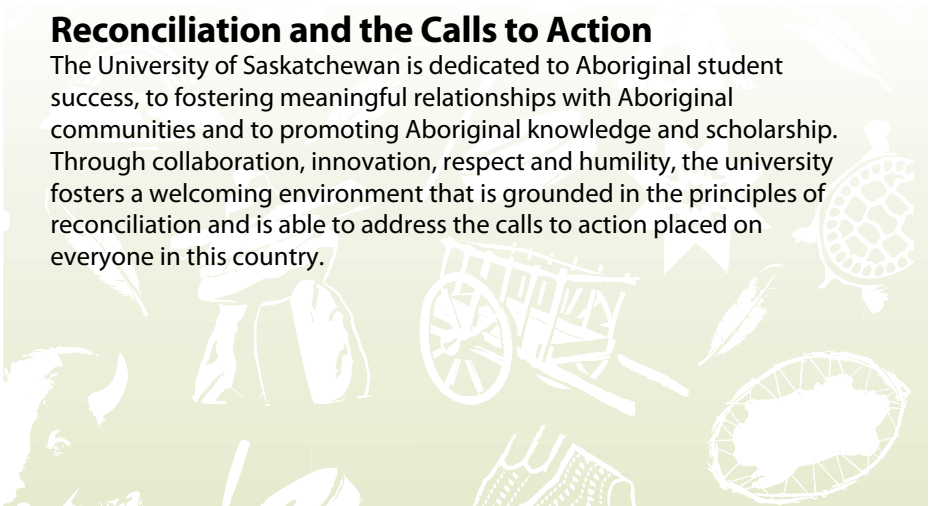 Reconciliation and the Calls to Action
The University of Saskatchewan is dedicated to Aboriginal student
success, to fostering meaningful relationships with Aboriginal
communities and to promoting Aboriginal knowledge and scholarship.
Through collaboration, innovation, respect and humility, the university
fosters a welcoming environment that is grounded in the principles of
reconciliation and is able to address the calls to action placed on
everyone in this country.